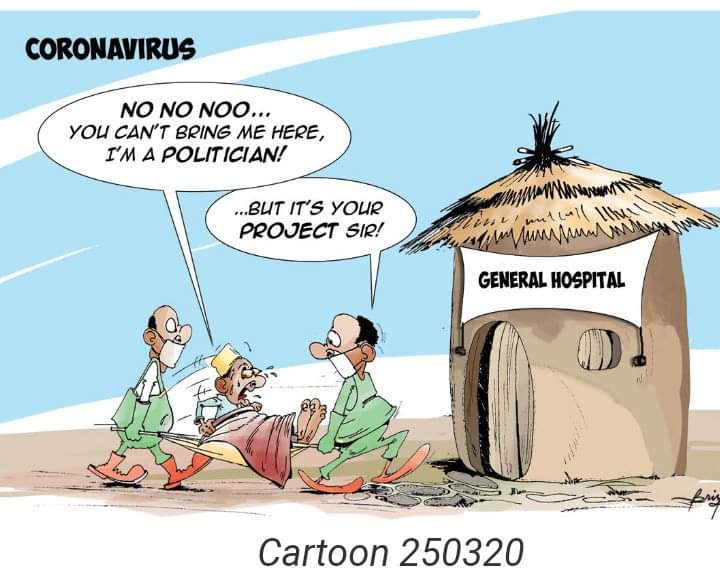 CORONAVIRUS
NO NO NOO...
YOU CAN'T BRING ME HERE,
I'M A POLITICIAN!
...BUT IT'S YOUR
PROJECT SIR!
GENERAL HOSPITAL
Cartoon 250320